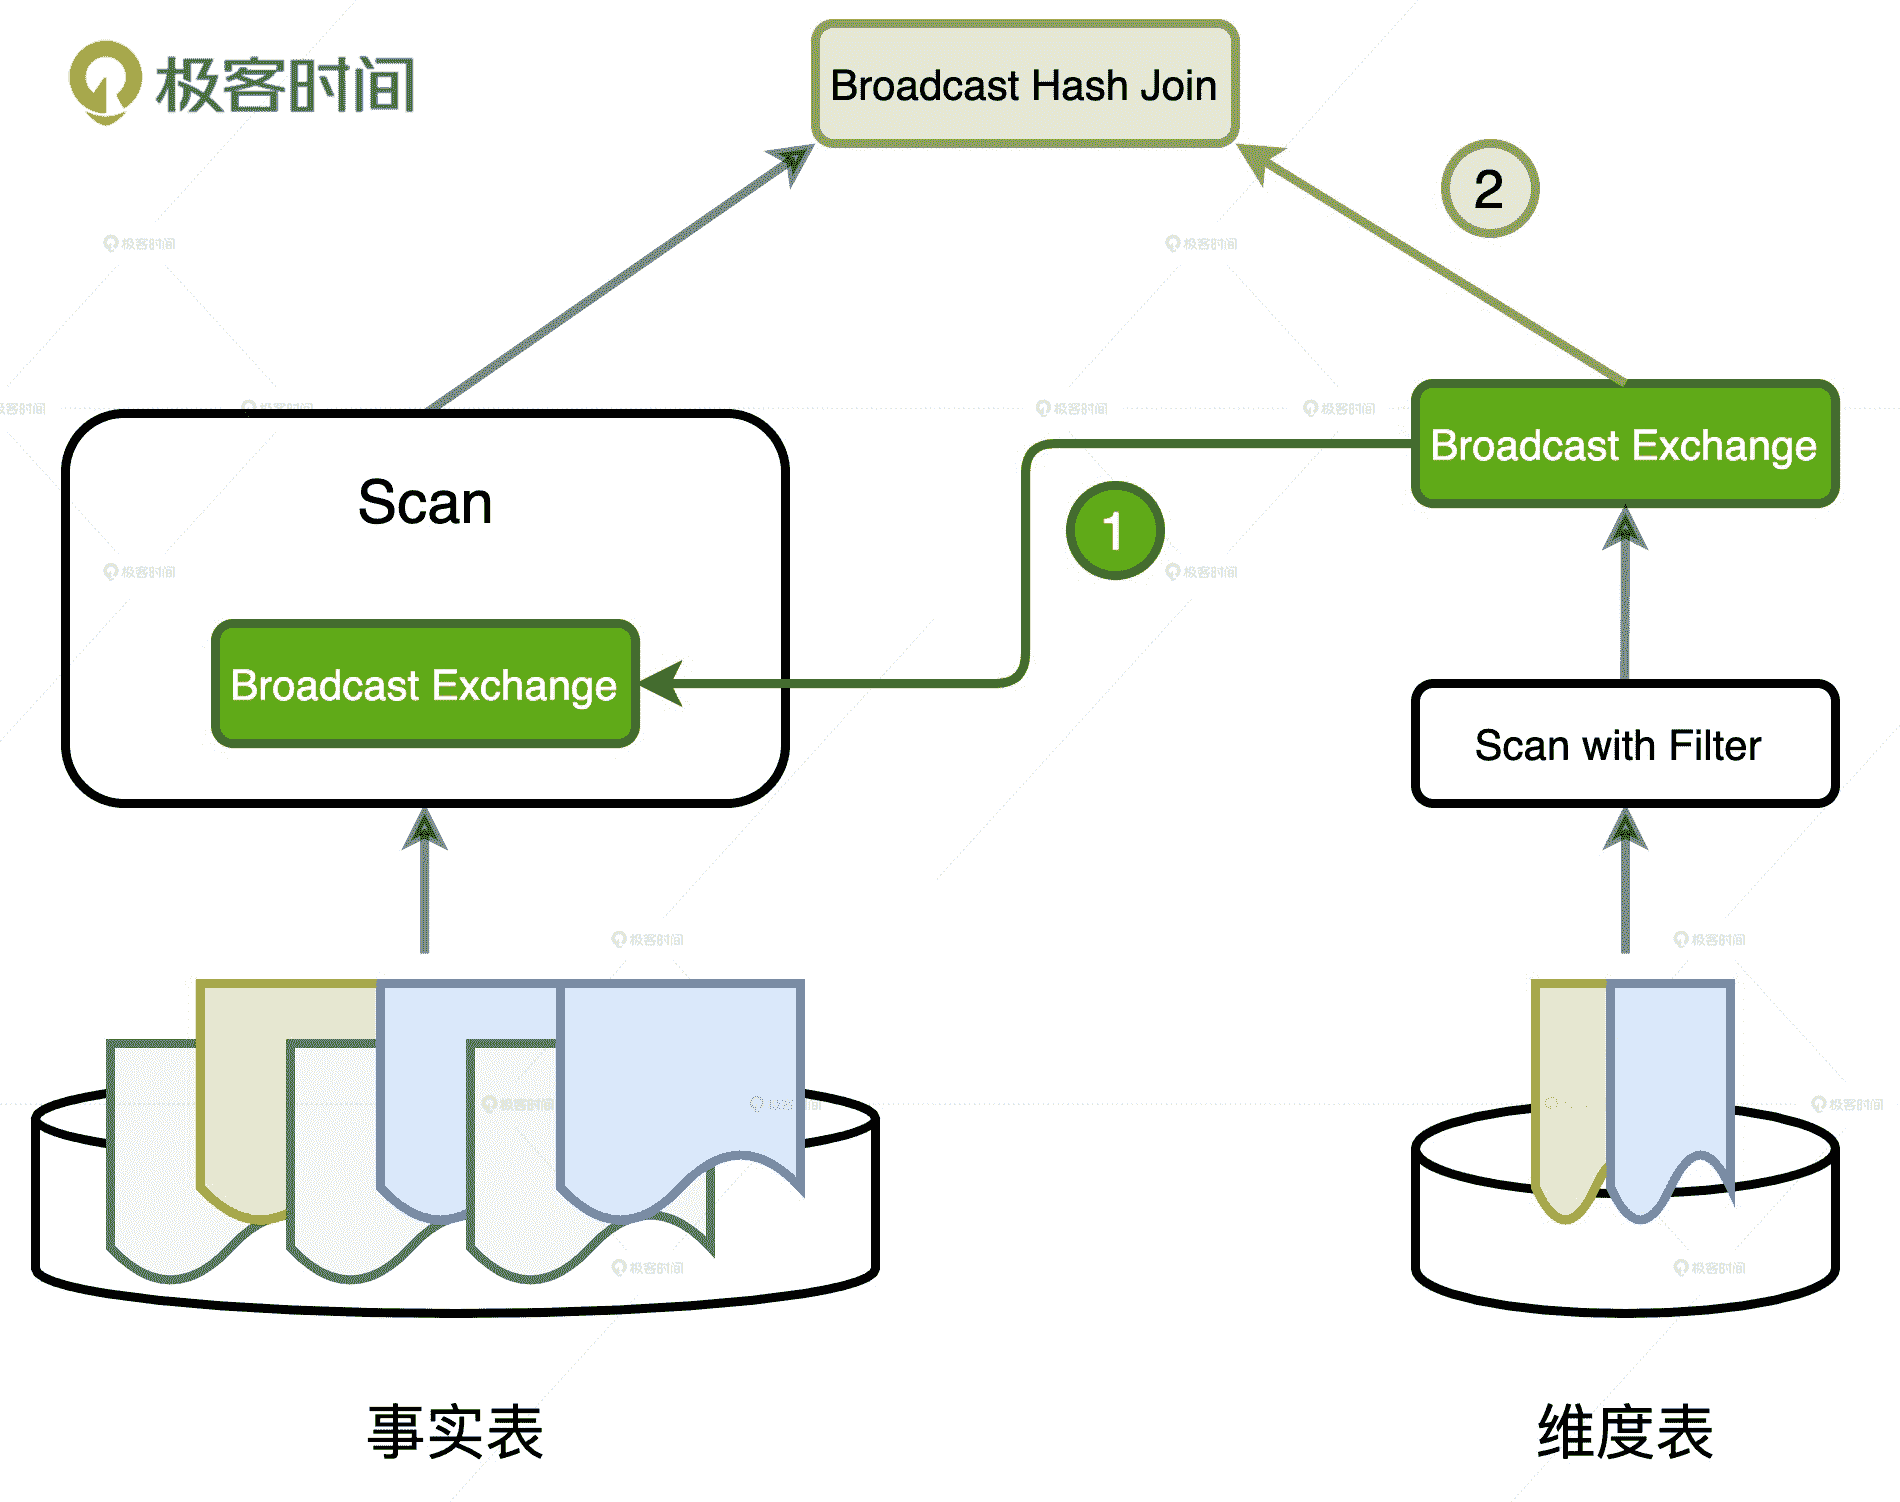 极客时间
Broadcast Hash Join
2
Broadcast Exchange
1
Scan
Broadcast Exchange
Scan with Filter
事实表
维度表